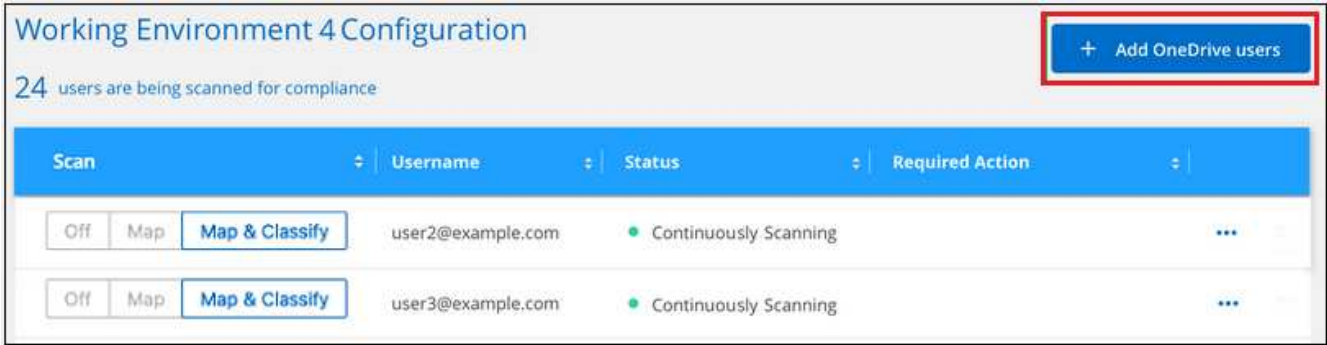 Working Environment 4 Configuration
+ Add OneDrive users
24 users are being scanned for compliance
Scan Username Status Required Action
Off Map Map & Classify user2@example.com Continuously Scanning
Off Map Map & Classify user3@example.com Continuously Scanning